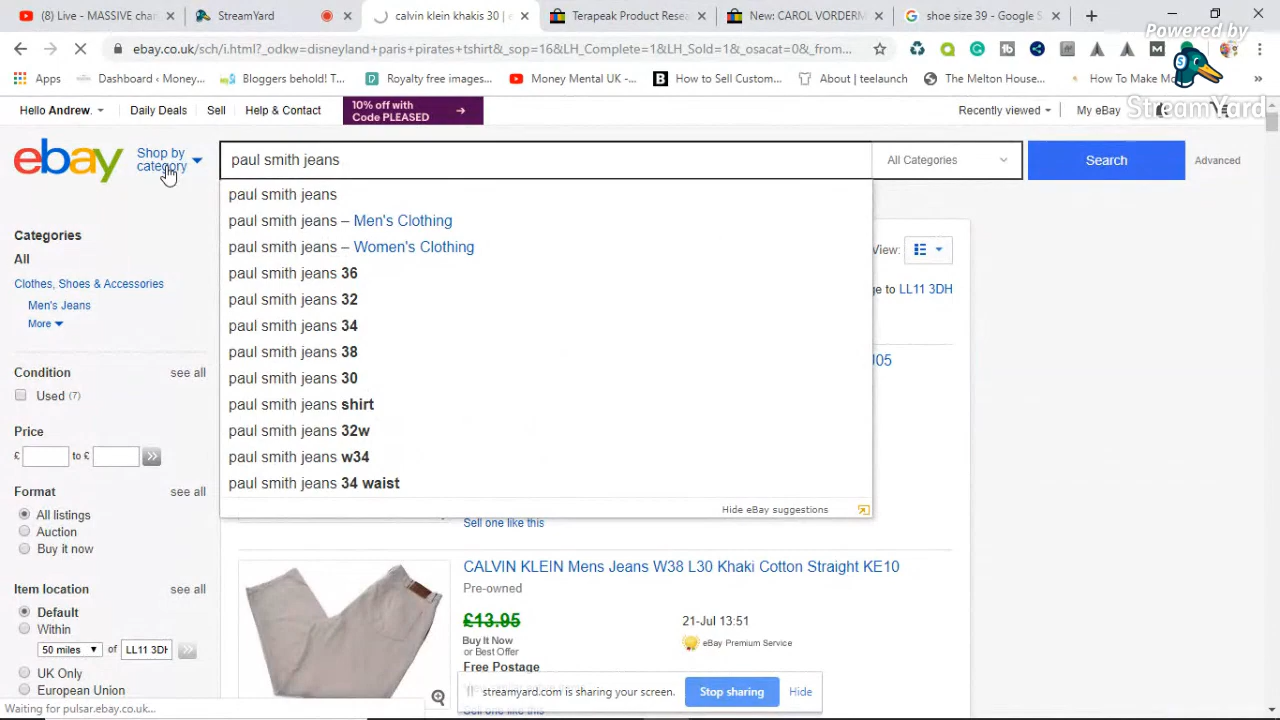 (8) Live - MASSIVE char
StreamYard
calvin klein khakis 30 | e
Terapeak Product Resea
New: CAROL VORDERM
shoe size 39 - Google S
Powered by
ebay.co.uk/sch/i.html?_odkw=disneyland+paris+pirates+tshirt&_sop=16&LH_Complete=1&LH_Sold=1&_osacat=0&_from...
Apps
Dashboard ‹ Money...
Bloggers behold! Th...
Royalty free images...
Money Mental UK -...
How to Sell Custom...
About | teelaunch
The Melton House...
How To Make Mo
StreamYard
Hello Andrew.
Daily Deals
Sell
Help & Contact
10% off with
Code PLEASED
Recently viewed
My eBay
ebay
Shop by
category
paul smith jeans
All Categories
Search
Advanced
paul smith jeans
paul smith jeans – Men's Clothing
paul smith jeans – Women's Clothing
paul smith jeans 36
paul smith jeans 32
paul smith jeans 34
paul smith jeans 38
paul smith jeans 30
paul smith jeans shirt
paul smith jeans 32w
paul smith jeans w34
paul smith jeans 34 waist
Hide eBay suggestions
Categories
All
Clothes, Shoes & Accessories
Men's Jeans
More
Condition
see all
Used (7)
Price
£
to £
Format
see all
All listings
Auction
Buy it now
Item location
see all
Default
Within
50 miles
of
LL11 3DH
UK Only
European Union
View:
ge to LL11 3DH
J05
Sell one like this
CALVIN KLEIN Mens Jeans W38 L30 Khaki Cotton Straight KE10
Pre-owned
£13.95
21-Jul 13:51
Buy It Now
or Best Offer
eBay Premium Service
Free Postage
streamyard.com is sharing your screen.
Stop sharing
Hide
Sell one like this
Waiting for pulsar.ebay.co.uk...